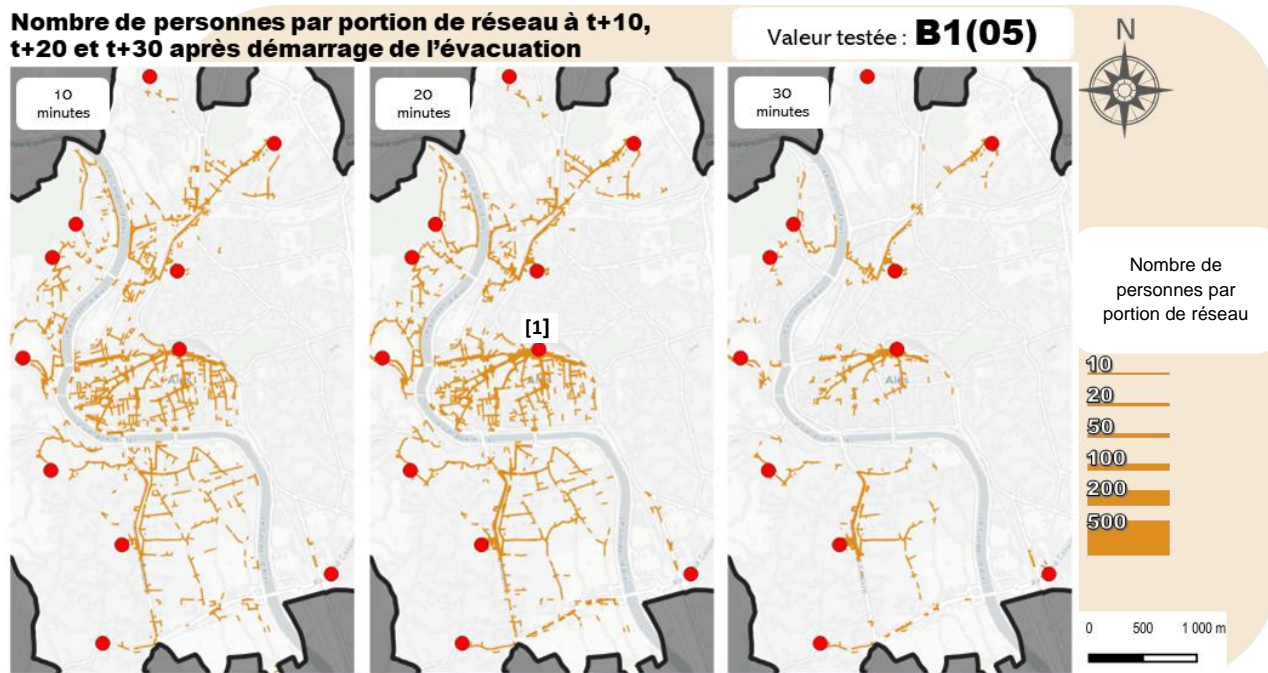 Nombre de personnes par portion de réseau à t+10,
t+20 et t+30 après démarrage de l’évacuation
Valeur testée : B1(05)
N
10
minutes
20
minutes
30
minutes
[1]
Alès
Nombre de
personnes par
portion de réseau
10
20
50
100
200
500
0 500 1 000 m